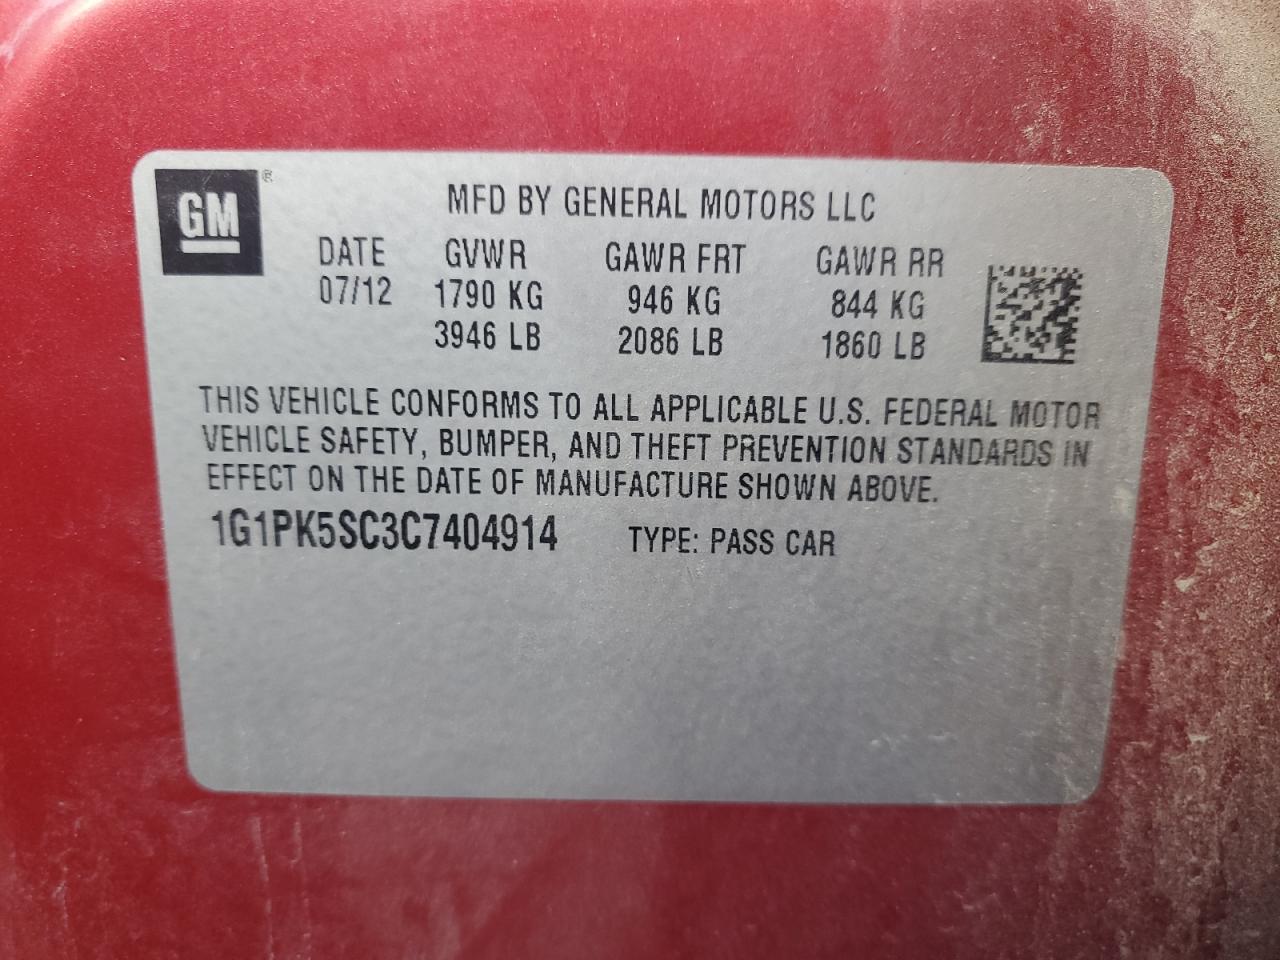 GM ®
MFD BY GENERAL MOTORS LLC
DATE GVWR GAWR FRT GAWR RR
07/12 1790 KG 946 KG 844 KG
3946 LB 2086 LB 1860 LB
THIS VEHICLE CONFORMS TO ALL APPLICABLE U.S. FEDERAL MOTOR
VEHICLE SAFETY, BUMPER, AND THEFT PREVENTION STANDARDS IN
EFFECT ON THE DATE OF MANUFACTURE SHOWN ABOVE.
1G1PK5SC3C7404914 TYPE: PASS CAR